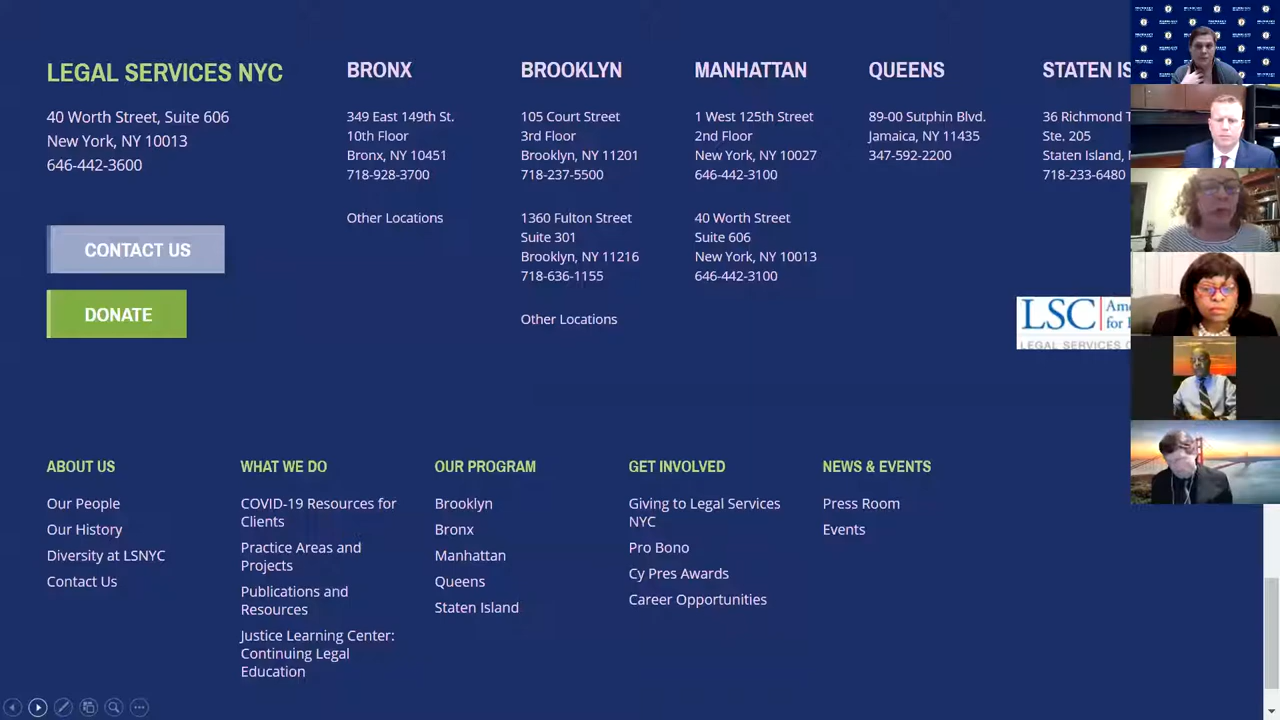 LEGAL SERVICES NYC
40 Worth Street, Suite 606
New York, NY 10013
646-442-3600
CONTACT US
DONATE
BRONX
349 East 149th St.
10th Floor
Bronx, NY 10451
718-928-3700
Other Locations
BROOKLYN
105 Court Street
3rd Floor
Brooklyn, NY 11201
718-237-5500
1360 Fulton Street
Suite 301
Brooklyn, NY 11216
718-636-1155
Other Locations
MANHATTAN
1 West 125th Street
2nd Floor
New York, NY 10027
646-442-3100
40 Worth Street
Suite 606
New York, NY 10013
646-442-3100
QUEENS
89-00 Sutphin Blvd.
Jamaica, NY 11435
347-592-2200
STATEN IS
36 Richmond T
Ste. 205
Staten Island,
718-233-6480
LSC Ame
for
LEGAL SERVICES
ABOUT US
Our People
Our History
Diversity at LSNYC
Contact Us
WHAT WE DO
COVID-19 Resources for
Clients
Practice Areas and
Projects
Publications and
Resources
Justice Learning Center:
Continuing Legal
Education
OUR PROGRAM
Brooklyn
Bronx
Manhattan
Queens
Staten Island
GET INVOLVED
Giving to Legal Services
NYC
Pro Bono
Cy Pres Awards
Career Opportunities
NEWS & EVENTS
Press Room
Events